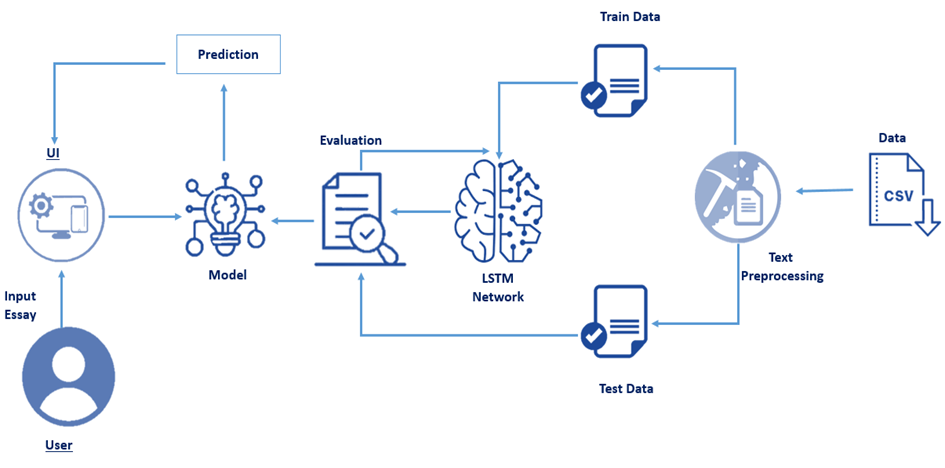 Train Data
Prediction
Evaluation
Data
UI
CSV
Model
LSTM
Network
Text
Preprocessing
Input
Essay
Test Data
User